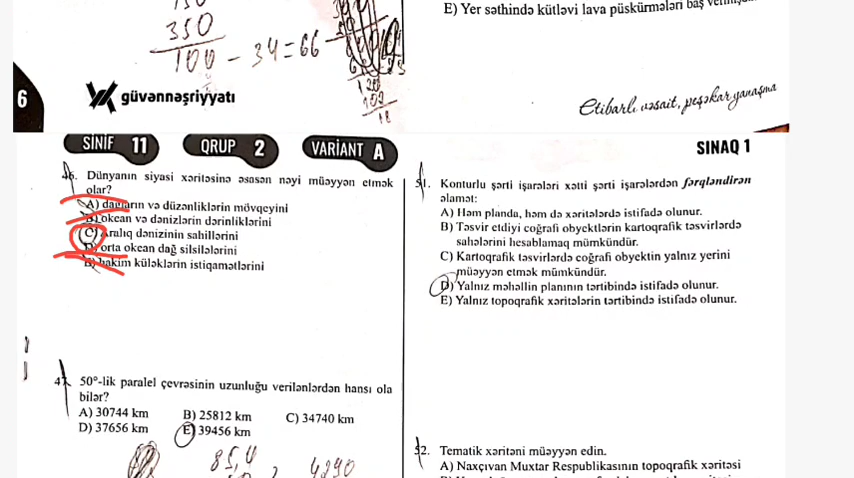 350
100 - 34 = 66
E) Yer səthində kütləvi lava püskürmələri baş
6
güvənnəşriyyatı
Etibarlı vəsait, peşəkar yanaşma
SİNİF 11
QRUP 2
VARİANT A
SINAQ 1
46. Dünyanın siyasi xəritəsinə əsasən nəyi müəyyən etmək
olar?
A) dağların və düzənliklərin mövqeyini
B) okean və dənizlərin dərinliklərini
C) Aralıq dənizinin sahillərini
D) orta okean dağ silsilələrini
E) hakim küləklərin istiqamətlərini
47. 50°-lik paralel çevrəsinin uzunluğu verilənlərdən hansı ola
bilər?
A) 30744 km B) 25812 km C) 34740 km
D) 37656 km E) 39456 km
85,4
4290
51. Konturlu şərti işarələri xətti şərti işarələrdən fərqləndirən
əlamət:
A) Həm planda, həm də xəritələrdə istifadə olunur.
B) Təsvir etdiyi coğrafi obyektlərin kartoqrafik təsvirlərdə
sahələrini hesablamaq mümkündür.
C) Kartoqrafik təsvirlərdə coğrafi obyektin yalnız yerini
müəyyən etmək mümkündür.
D) Yalnız məhəllin planının tərtibində istifadə olunur.
E) Yalnız topoqrafik xəritələrin tərtibində istifadə olunur.
52. Tematik xəritəni müəyyən edin.
A) Naxçıvan Muxtar Respublikasının topoqrafik xəritəsi